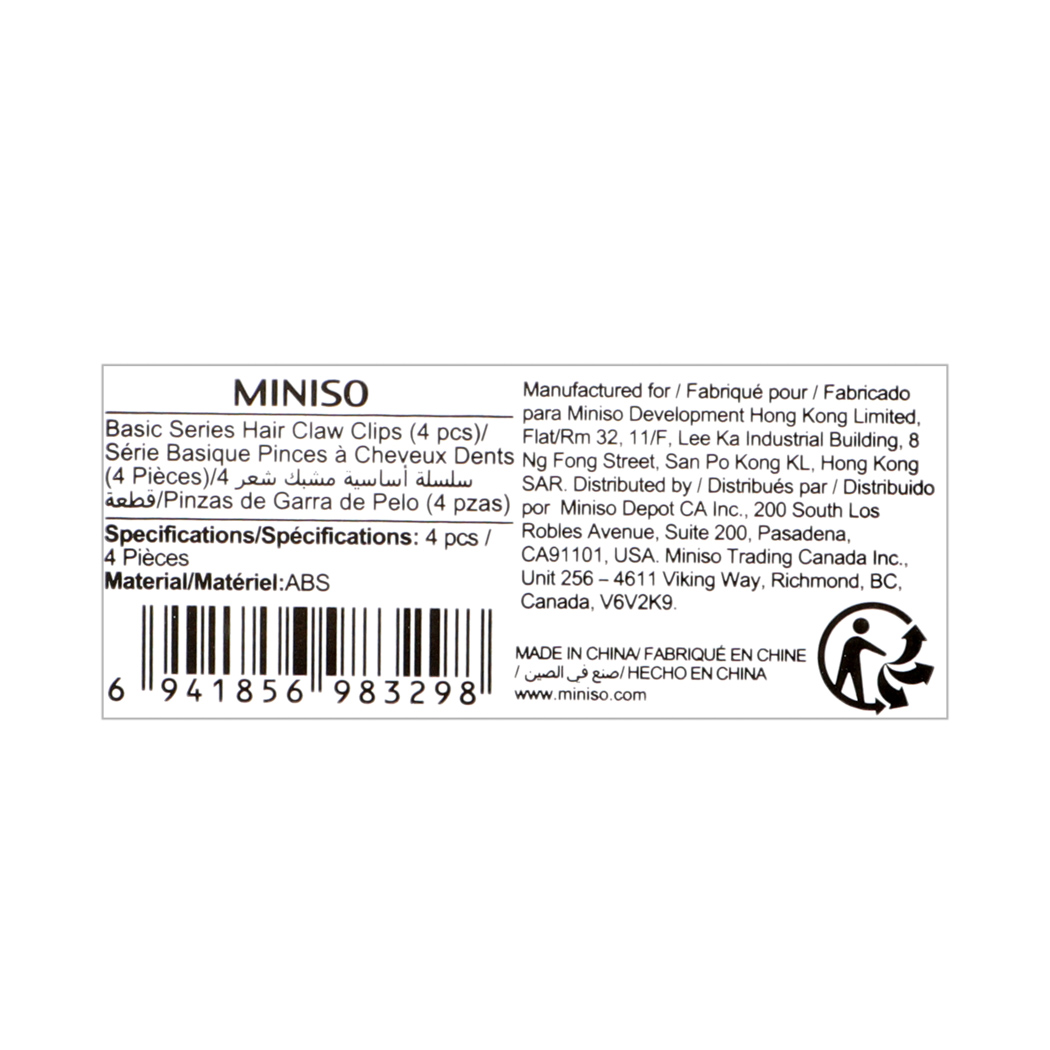 MINISO
Basic Series Hair Claw Clips (4 pcs)/
Série Basique Pinces à Cheveux Dents
(4 Pièces)/سلسلة أساسية مشبك شعر 4
قطعة/Pinzas de Garra de Pelo (4 pzas)
Specifications/Spécifications: 4 pcs /
4 Pièces
Material/Matériel:ABS
6 941856 983298
Manufactured for / Fabriqué pour / Fabricado
para Miniso Development Hong Kong Limited,
Flat/Rm 32, 11/F, Lee Ka Industrial Building, 8
Ng Fong Street, San Po Kong KL, Hong Kong
SAR. Distributed by / Distribués par / Distribuido
por Miniso Depot CA Inc., 200 South Los
Robles Avenue, Suite 200, Pasadena,
CA91101, USA. Miniso Trading Canada Inc.,
Unit 256 – 4611 Viking Way, Richmond, BC,
Canada, V6V2K9.
MADE IN CHINA/ FABRIQUÉ EN CHINE
/ صنع في الصين/ HECHO EN CHINA
www.miniso.com